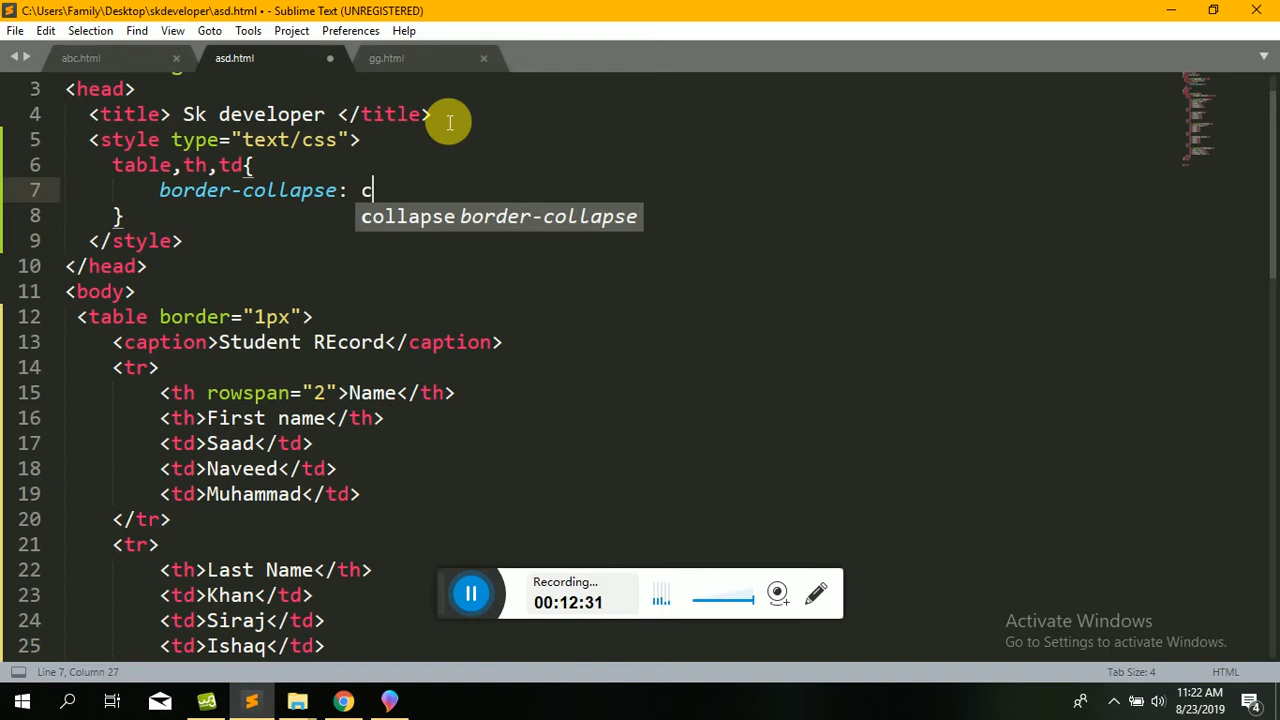 C:\Users\Family\Desktop\skdeveloper\asd.html • - Sublime Text (UNREGISTERED)
File Edit Selection Find View Goto Tools Project Preferences Help
abc.html asd.html gg.html
3 <head>
4 <title> Sk developer </title>
5 <style type="text/css">
6 table,th,td{
7 border-collapse: c
collapse border-collapse
8 }
9 </style>
10 </head>
11 <body>
12 <table border="1px">
13 <caption>Student REcord</caption>
14 <tr>
15 <th rowspan="2">Name</th>
16 <th>First name</th>
17 <td>Saad</td>
18 <td>Naveed</td>
19 <td>Muhammad</td>
20 </tr>
21 <tr>
22 <th>Last Name</th>
23 <td>Khan</td>
24 <td>Siraj</td>
25 <td>Ishaq</td>
Recording...
00:12:31
Activate Windows
Go to Settings to activate Windows.
Line 7, Column 27 Tab Size: 4 HTML
11:22 AM
8/23/2019
4